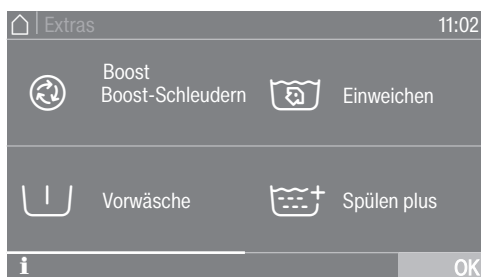 Extras
11:02
Boost
Boost-Schleudern
Einweichen
Vorwäsche
Spülen plus
i
OK